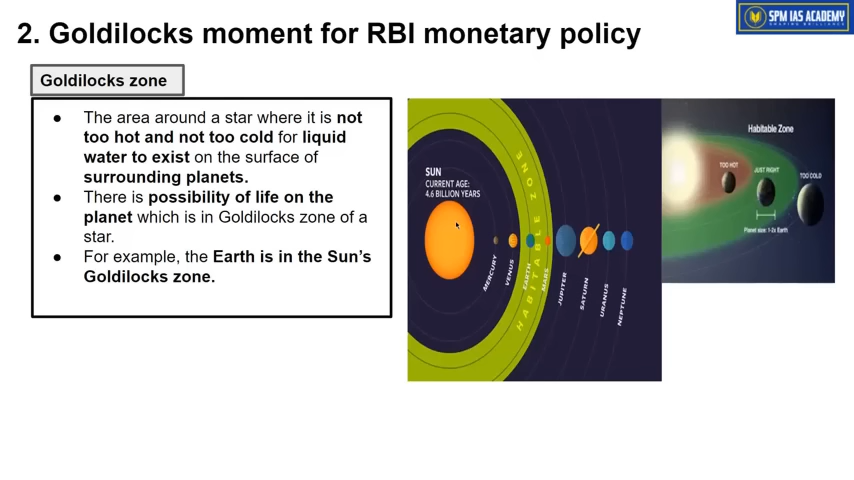 2. Goldilocks moment for RBI monetary policy
SPM IAS ACADEMY
Goldilocks zone
● The area around a star where it is not
too hot and not too cold for liquid
water to exist on the surface of
surrounding planets.
● There is possibility of life on the
planet which is in Goldilocks zone of a
star.
● For example, the Earth is in the Sun’s
Goldilocks zone.
SUN
CURRENT AGE:
4.6 BILLION YEARS
HABITABLE ZONE
MERCURY
VENUS
EARTH
MARS
JUPITER
SATURN
URANUS
NEPTUNE
Habitable Zone
TOO HOT
JUST RIGHT
TOO COLD
Planet size: 1-2x Earth